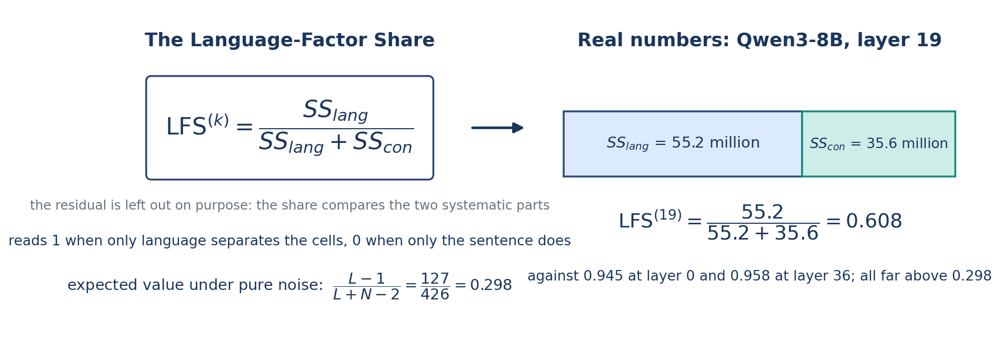 The Language-Factor Share
LFS^(k) = SS_lang / (SS_lang + SS_con)
the residual is left out on purpose: the share compares the two systematic parts
reads 1 when only language separates the cells, 0 when only the sentence does
expected value under pure noise: (L − 1) / (L + N − 2) = 127 / 426 = 0.298
Real numbers: Qwen3-8B, layer 19
SS_lang = 55.2 million
SS_con = 35.6 million
LFS^(19) = 55.2 / (55.2 + 35.6) = 0.608
against 0.945 at layer 0 and 0.958 at layer 36; all far above 0.298